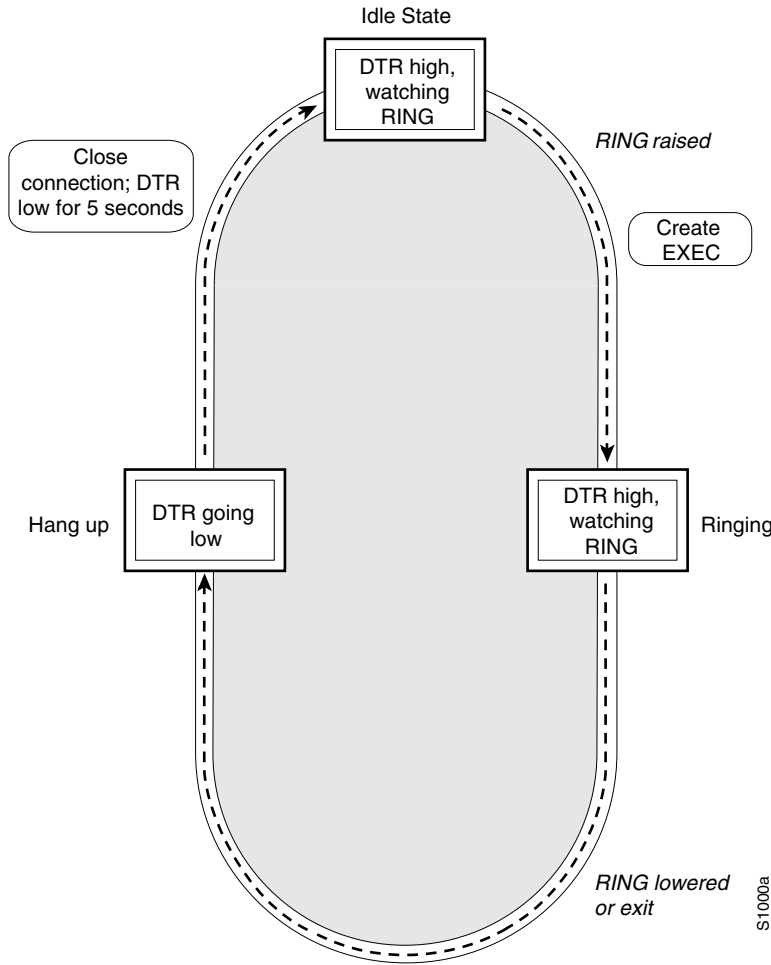 Idle State
DTR high,
watching
RING
RING raised
Close
connection; DTR
low for 5 seconds
Create
EXEC
Hang up
DTR going
low
DTR high,
watching
RING
Ringing
RING lowered
or exit
S1000a